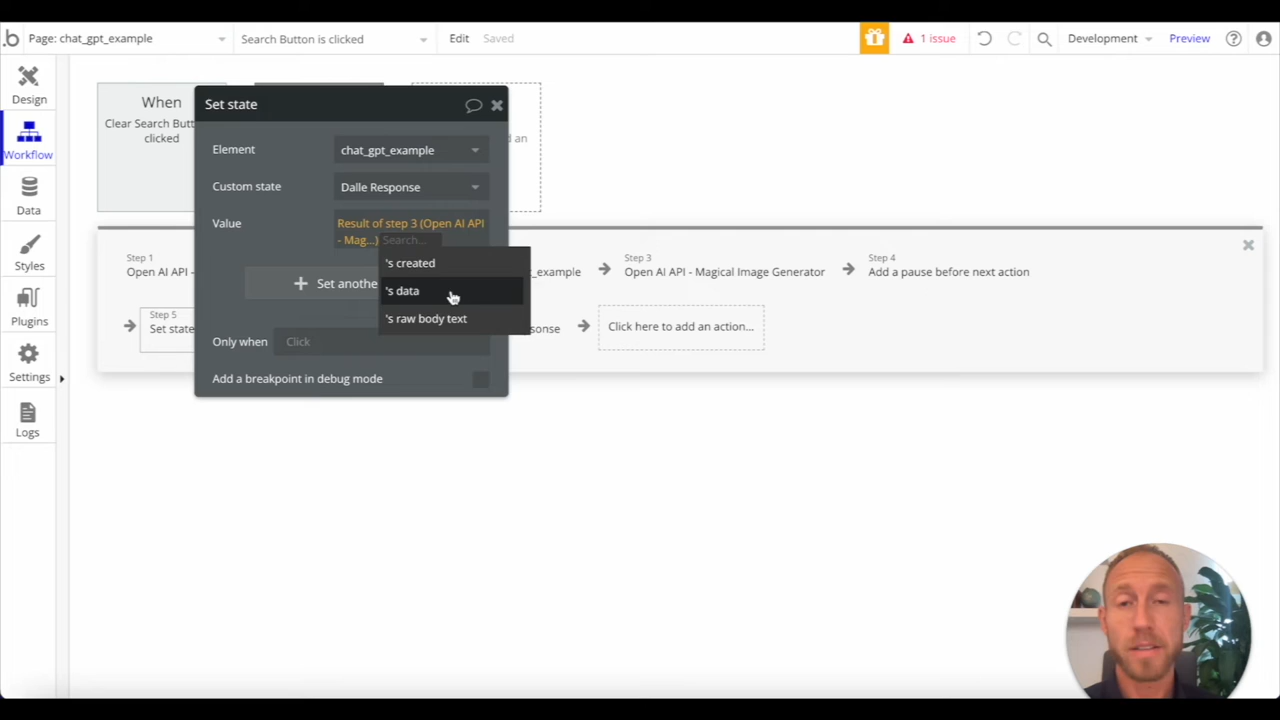 .b Page: chat_gpt_example Search Button is clicked Edit Saved 1 issue Development Preview
Design
Workflow
Data
Styles
Plugins
Settings
Logs
When
Clear Search Butt
clicked
d an
Set state
Element chat_gpt_example
Custom state Dalle Response
Value Result of step 3 (Open AI API
- Mag...) Search...
's created
's data
's raw body text
Set anothe
Only when Click
Add a breakpoint in debug mode
Step 1
Open AI API -
_example
Step 3
Open AI API - Magical Image Generator
Step 4
Add a pause before next action
Step 5
Set state
onse
Click here to add an action...